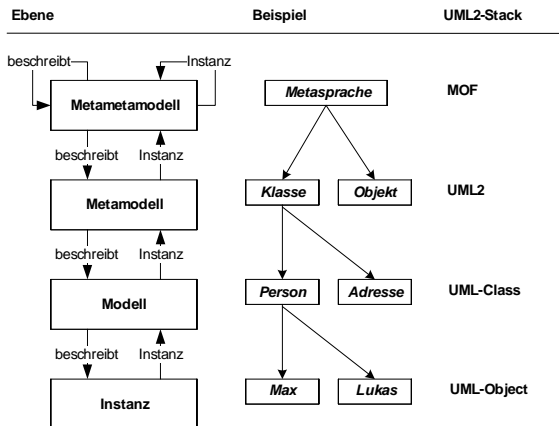 Ebene Beispiel UML2-Stack
beschreibt Instanz
Metametamodell Metasprache MOF
beschreibt Instanz
Metamodell Klasse Objekt UML2
beschreibt Instanz
Modell Person Adresse UML-Class
beschreibt Instanz
Instanz Max Lukas UML-Object